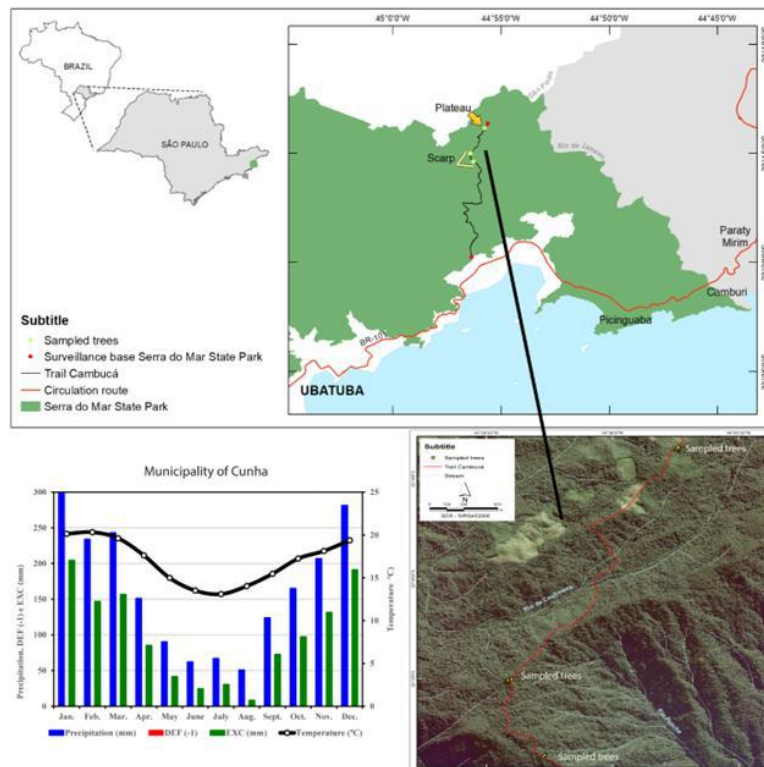 BRAZIL
SÃO PAULO
Subtitle
Sampled trees
Surveillance base Serra do Mar State Park
Trail Cambucá
Circulation route
Serra do Mar State Park
45°0'0"W
44°55'0"W
44°50'0"W
44°45'0"W
Plateau
Scarp
São Paulo
Rio de Janeiro
Paraty
Mirim
Camburi
Picinguaba
BR-101
UBATUBA
Municipality of Cunha
Precipitation, DEF (-1) e EXC (mm)
300
250
200
150
100
50
0
25
20
15
10
5
0
Temperature (°C)
Jan. Feb. Mar. Apr. May June July Aug. Sept. Oct. Nov. Dec.
Precipitation (mm) DEF (-1) EXC (mm) Temperature (°C)
Subtitle
Sampled trees
Trail Cambucá
Stream
N
Sampled trees
Sampled trees
Sampled trees